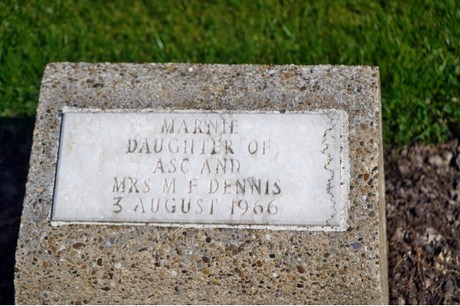 MARNIE
DAUGHTER OF
ASC AND
MRS M F DENNIS
3 AUGUST 1966